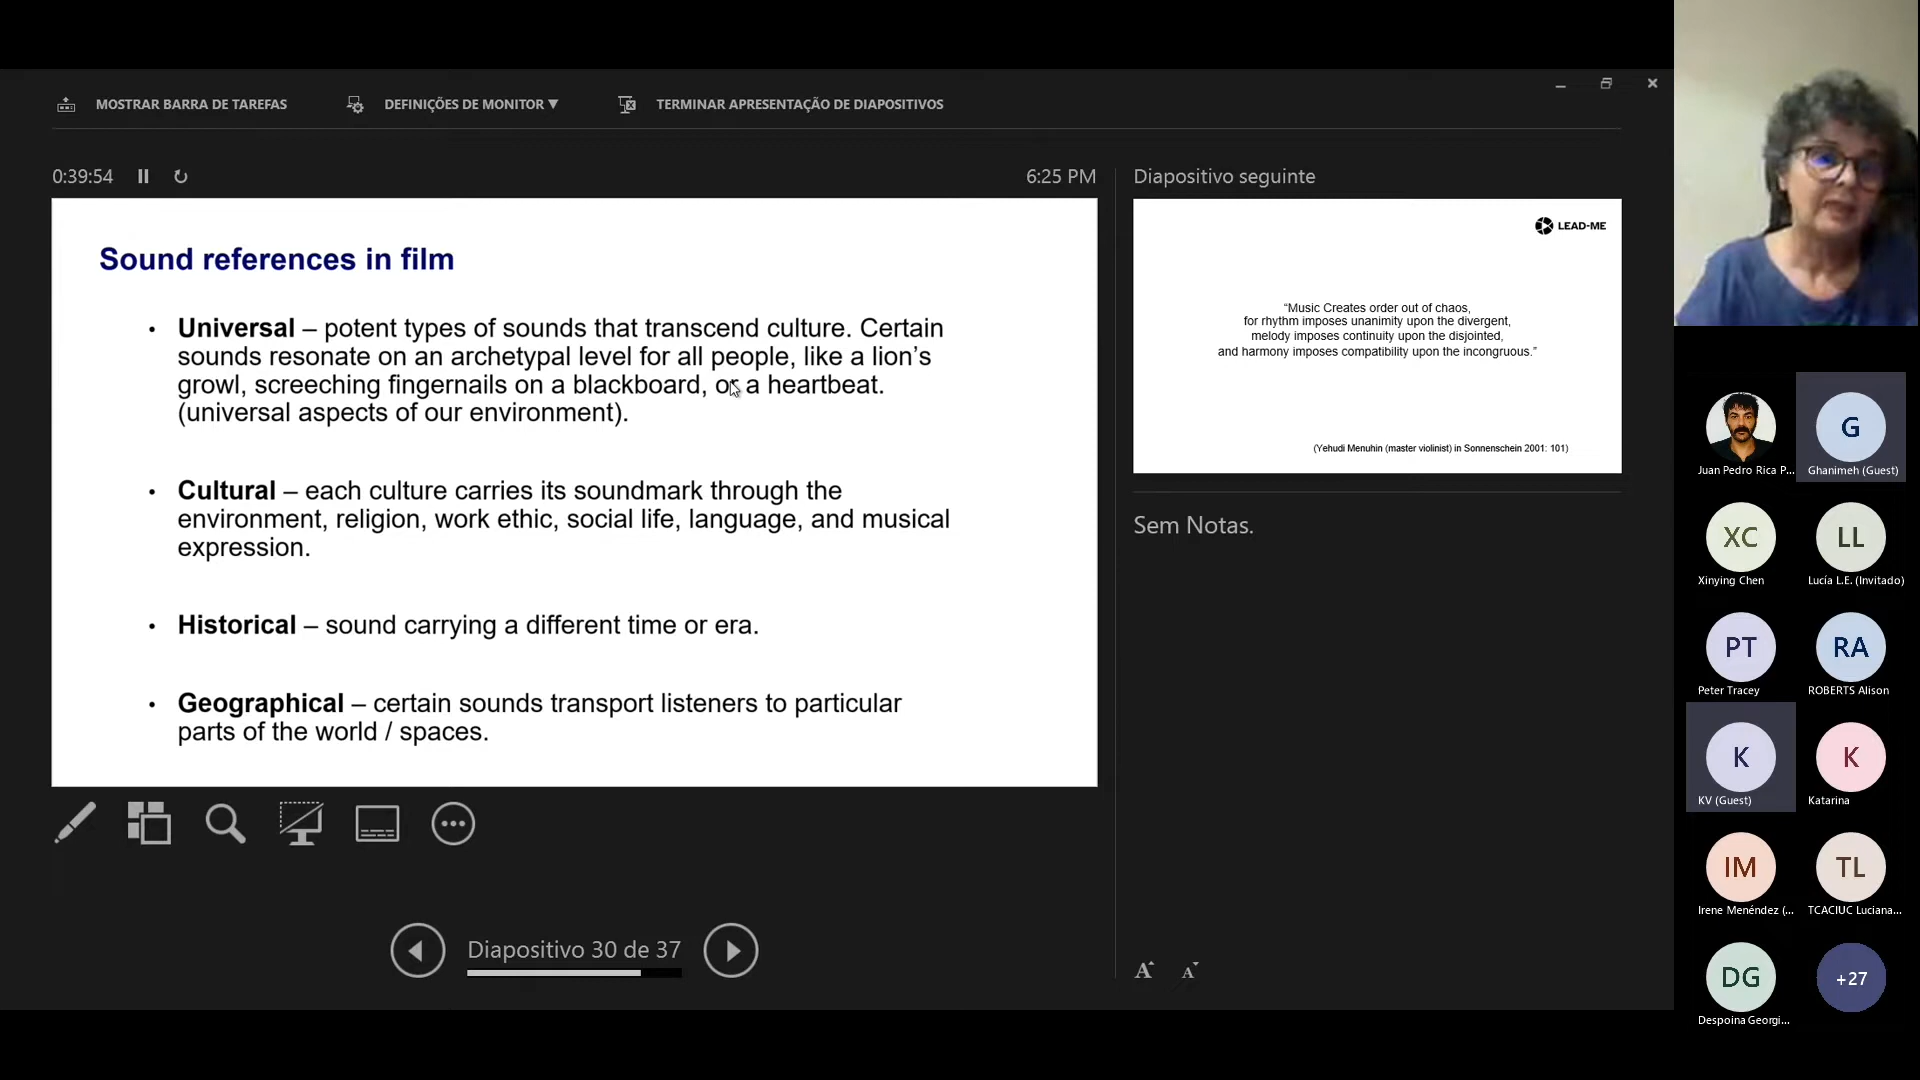 MOSTRAR BARRA DE TAREFAS
DEFINIÇÕES DE MONITOR ▼
TERMINAR APRESENTAÇÃO DE DIAPOSITIVOS
0:39:54
6:25 PM
Sound references in film
• Universal – potent types of sounds that transcend culture. Certain
sounds resonate on an archetypal level for all people, like a lion’s
growl, screeching fingernails on a blackboard, or a heartbeat.
(universal aspects of our environment).
• Cultural – each culture carries its soundmark through the
environment, religion, work ethic, social life, language, and musical
expression.
• Historical – sound carrying a different time or era.
• Geographical – certain sounds transport listeners to particular
parts of the world / spaces.
Diapositivo 30 de 37
Diapositivo seguinte
LEAD-ME
“Music Creates order out of chaos,
for rhythm imposes unanimity upon the divergent,
melody imposes continuity upon the disjointed,
and harmony imposes compatibility upon the incongruous.”
(Yehudi Menuhin (master violinist) in Sonnenschein 2001: 101)
Sem Notas.
A A
Juan Pedro Rica P...
G
Ghanimeh (Guest)
XC
Xinying Chen
LL
Lucía L.E. (Invitado)
PT
Peter Tracey
RA
ROBERTS Alison
K
KV (Guest)
K
Katarina
IM
Irene Menéndez (...
TL
TCACIUC Luciana...
DG
Despoina Georgi...
+27